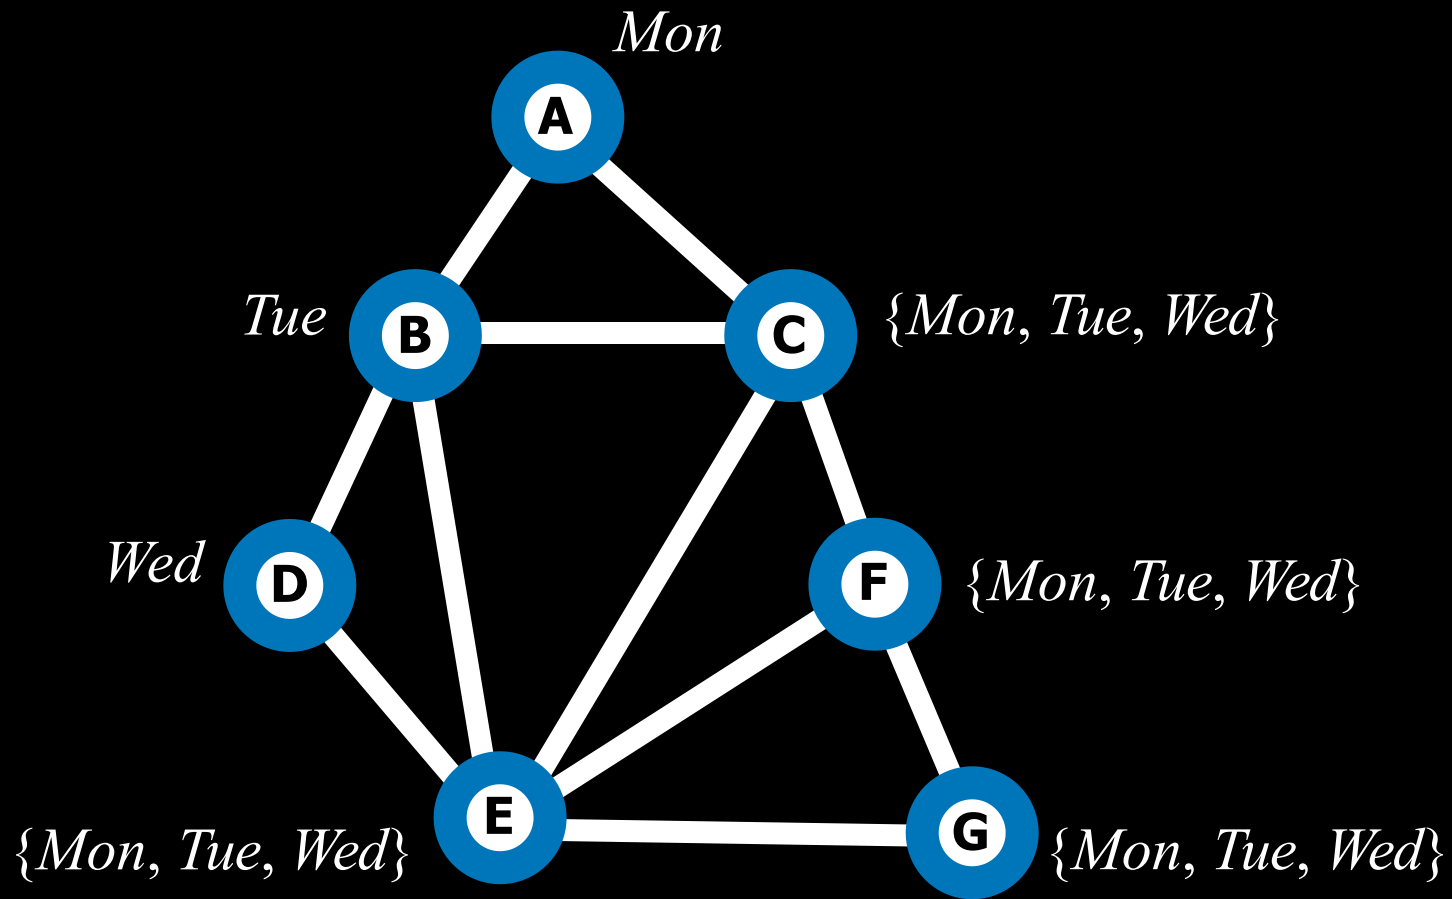 Mon
A
Tue
B
C
{Mon, Tue, Wed}
Wed
D
F
{Mon, Tue, Wed}
E
{Mon, Tue, Wed}
G
{Mon, Tue, Wed}